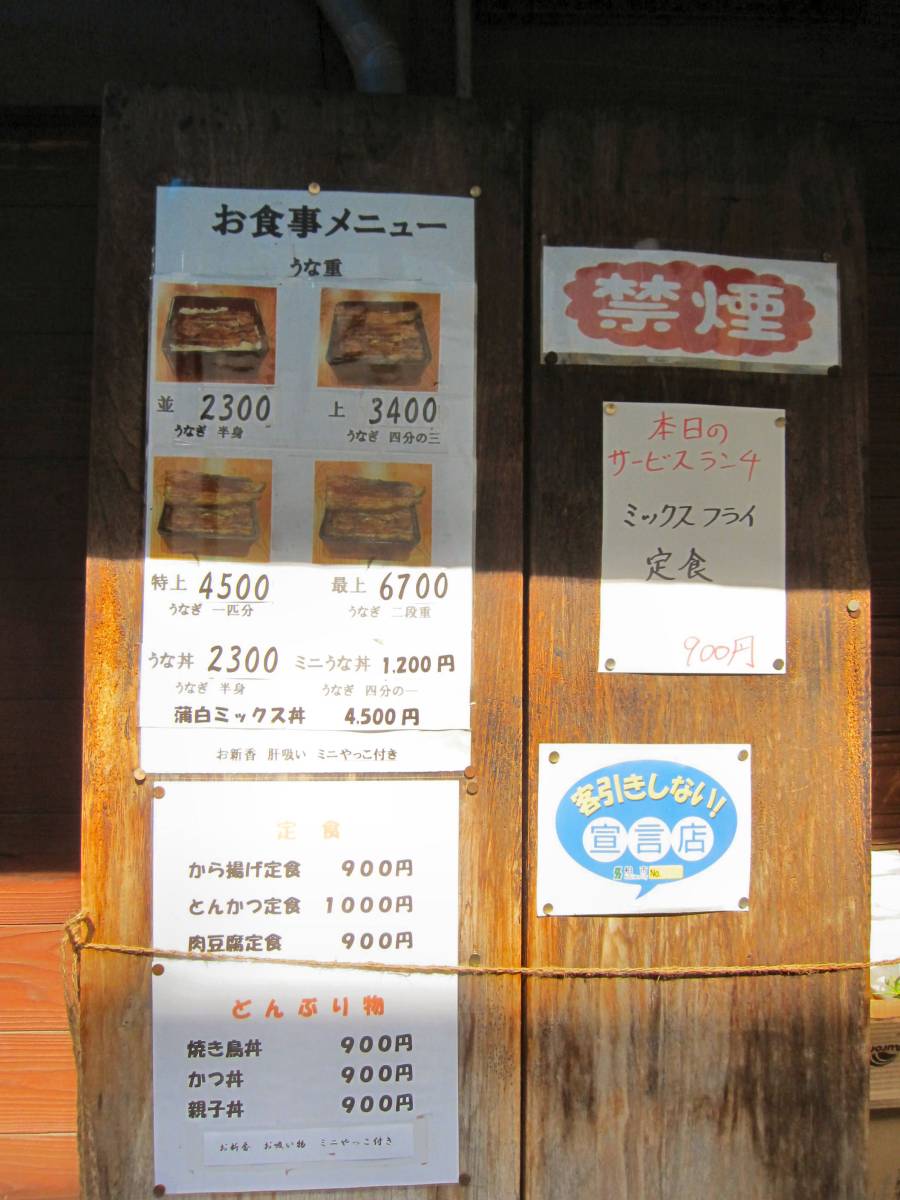 お食事メニュー
うな重
並 2300 上 3400
うなぎ 半身 うなぎ 四分の三
特上 4500 最上 6700
うなぎ 一匹分 うなぎ 二段重
うな丼 2300 ミニうな丼 1,200円
うなぎ 半身 うなぎ 四分の一
蒲白ミックス丼 4.500円
お新香 肝吸い ミニやっこ付き
定食
から揚げ定食 900円
とんかつ定食 1000円
肉豆腐定食 900円
どんぶり物
焼き鳥丼 900円
かつ丼 900円
親子丼 900円
お新香 お吸い物 ミニやっこ付き
禁煙
本日の
サービスランチ
ミックスフライ
定食
900円
客引きしない!
宣言店
No.